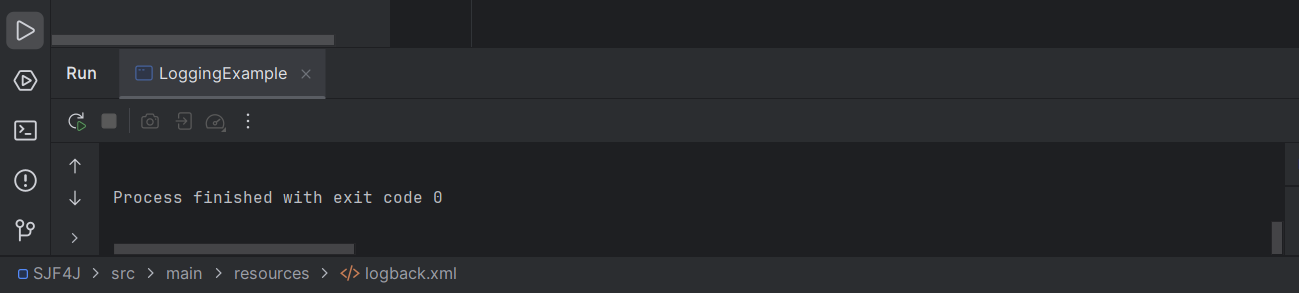 Run
LoggingExample
Process finished with exit code 0
SJF4J > src > main > resources > </> logback.xml